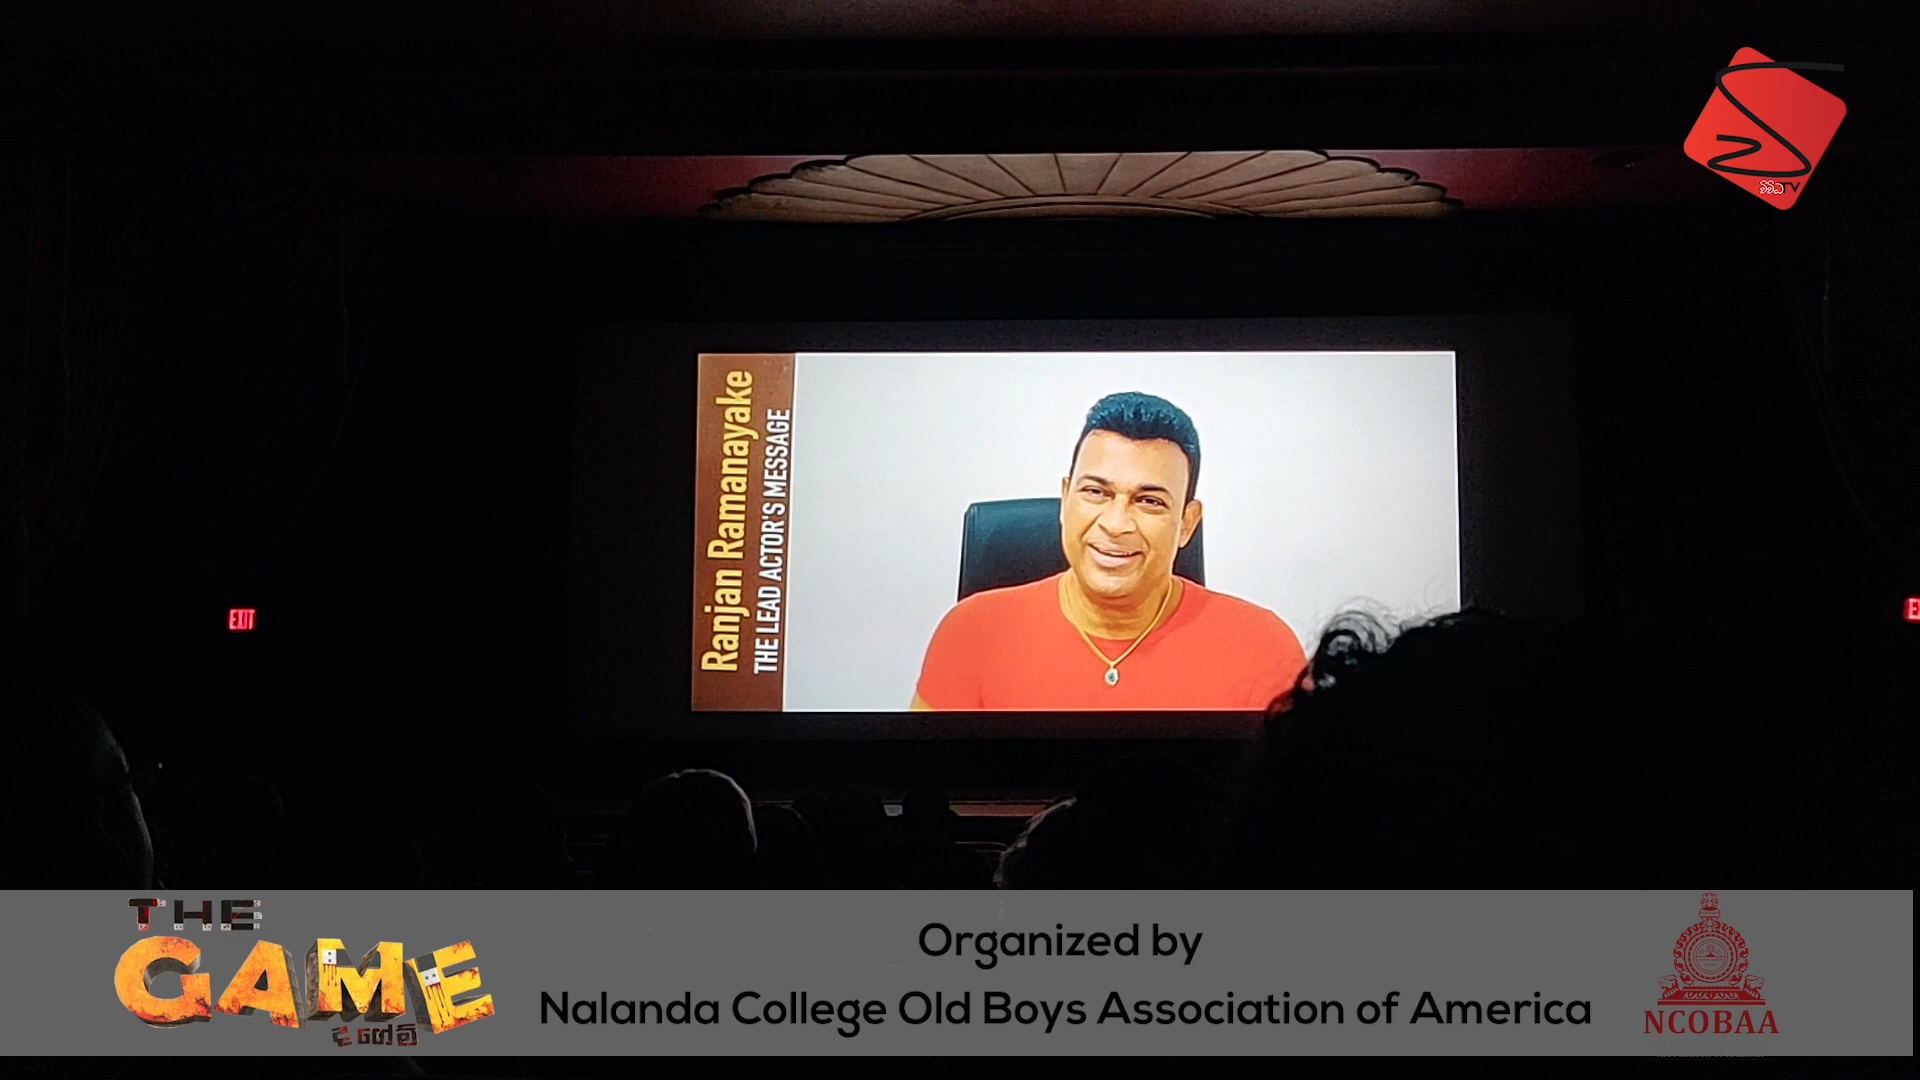 විවිධ TV
Ranjan Ramanayake
THE LEAD ACTOR'S MESSAGE
EXIT
THE
GAME
ද ගේම්
Organized by
Nalanda College Old Boys Association of America
NCOBAA